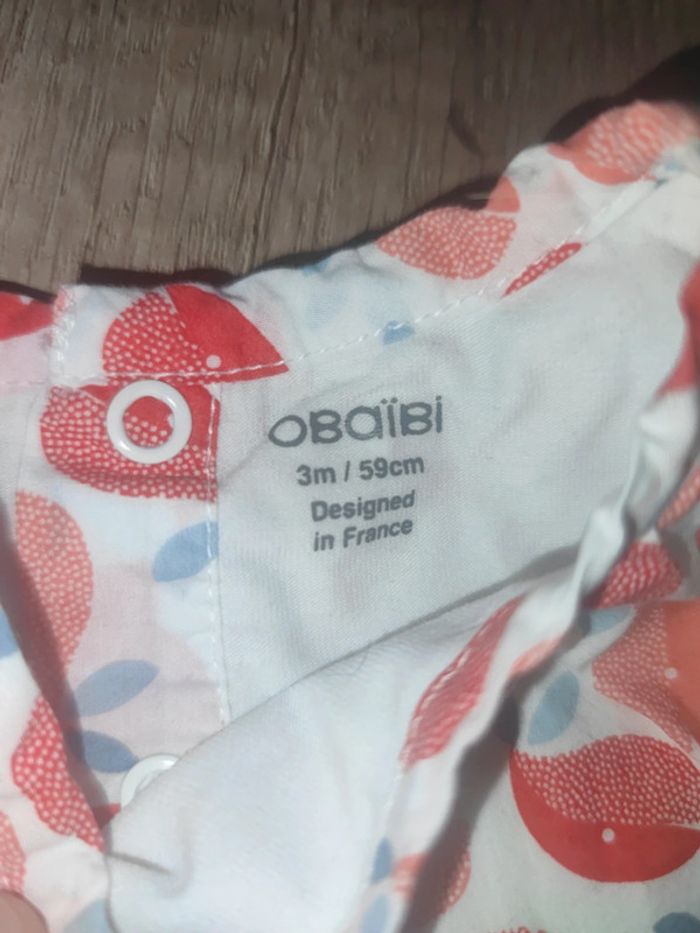 OBaïBi
3m / 59cm
Designed
in France